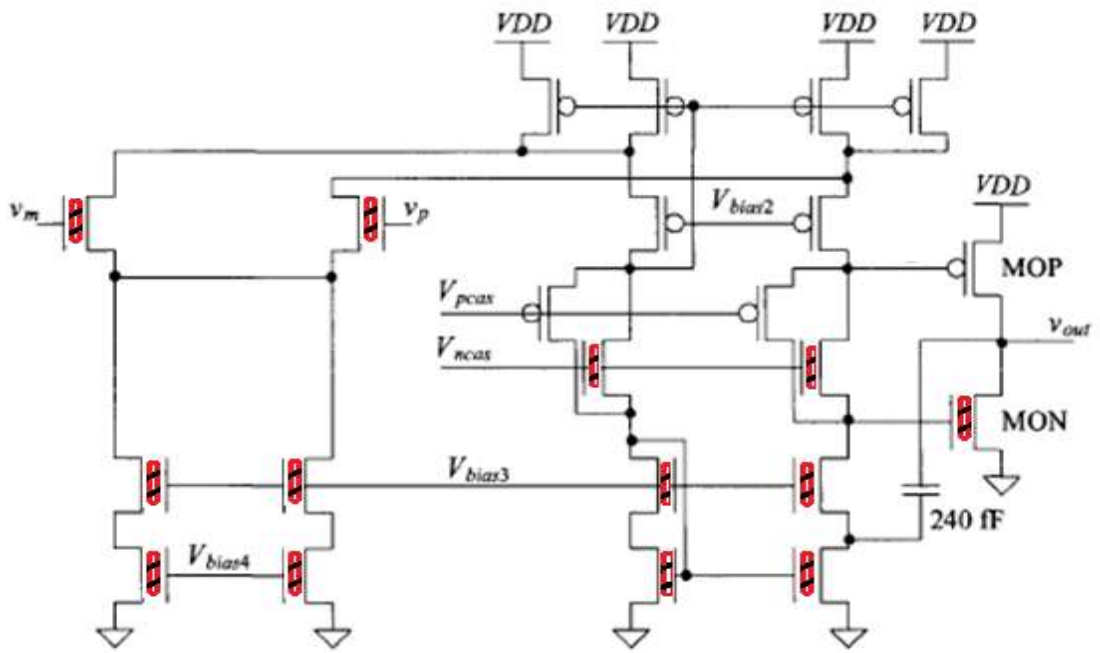 VDD VDD VDD VDD
VDD
v_m v_p V_bias2
MOP
V_pcas
v_out
V_ncas
MON
V_bias3
240 fF
V_bias4